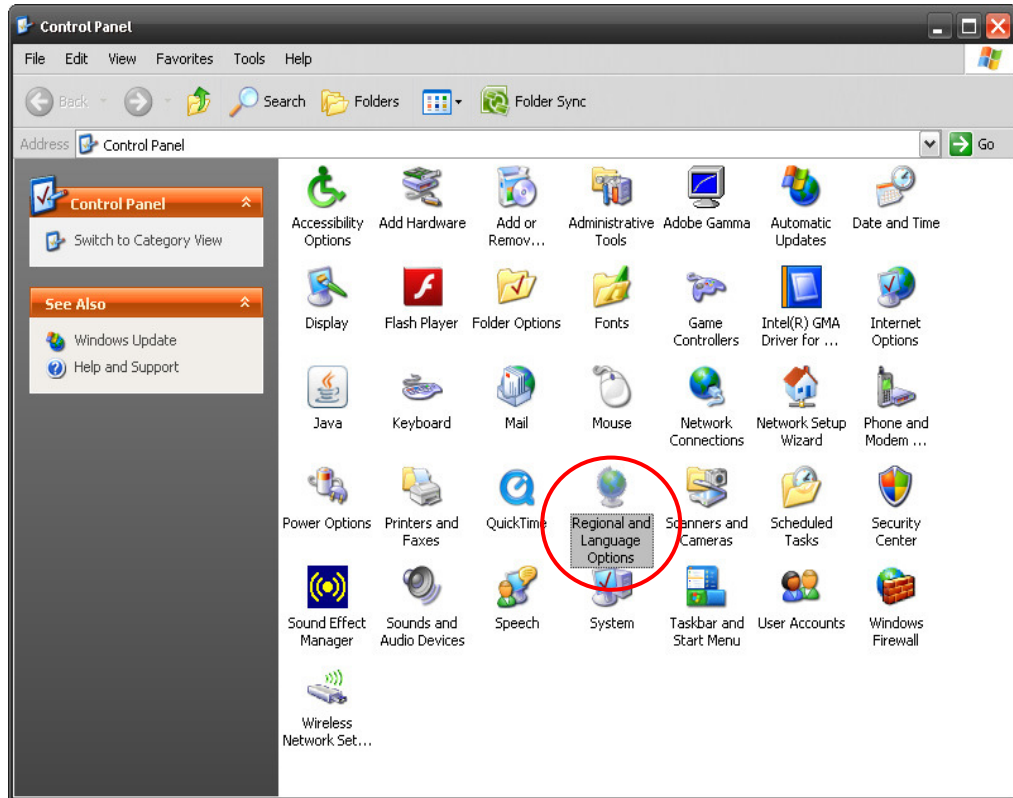 Control Panel
File Edit View Favorites Tools Help
Back Search Folders Folder Sync
Address Control Panel Go
Control Panel
Switch to Category View
See Also
Windows Update
Help and Support
Accessibility Options
Add Hardware
Add or Remov...
Administrative Tools
Adobe Gamma
Automatic Updates
Date and Time
Display
Flash Player
Folder Options
Fonts
Game Controllers
Intel(R) GMA Driver for ...
Internet Options
Java
Keyboard
Mail
Mouse
Network Connections
Network Setup Wizard
Phone and Modem ...
Power Options
Printers and Faxes
QuickTime
Regional and Language Options
Scanners and Cameras
Scheduled Tasks
Security Center
Sound Effect Manager
Sounds and Audio Devices
Speech
System
Taskbar and Start Menu
User Accounts
Windows Firewall
Wireless Network Set...